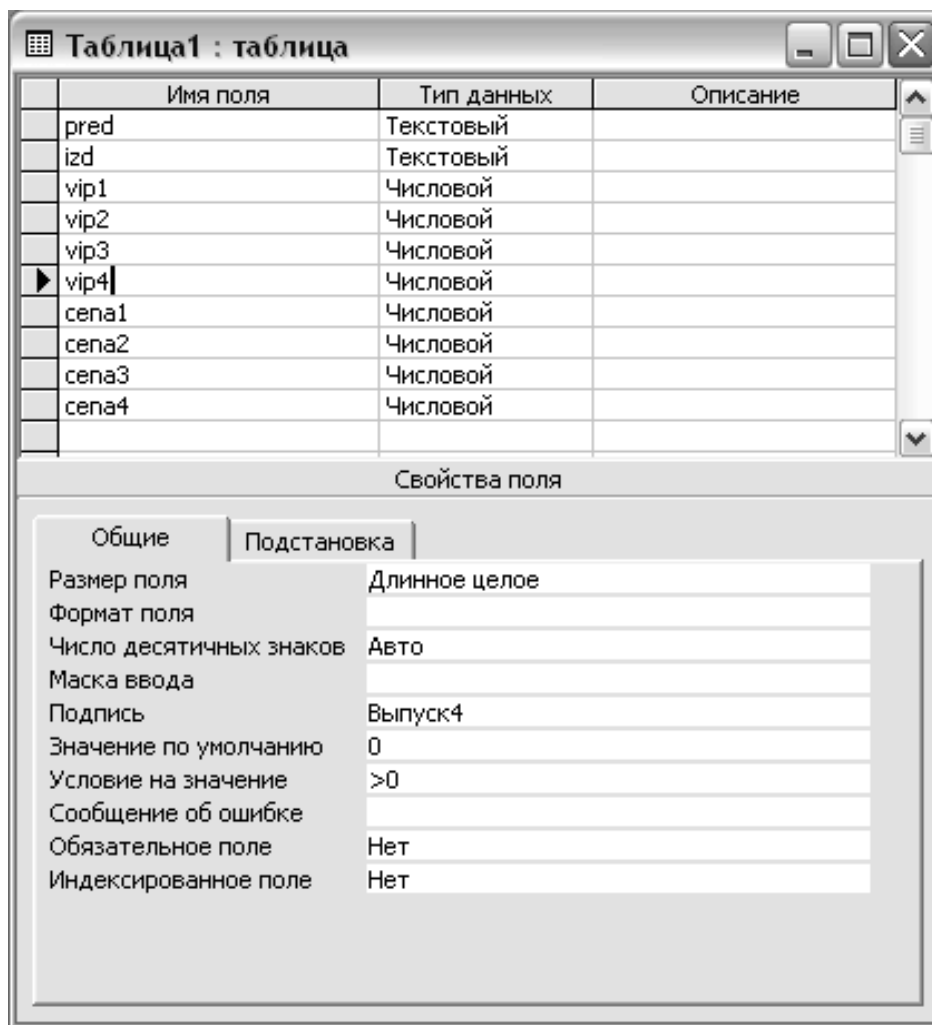 Таблица1 : таблица
Имя поля Тип данных Описание
pred Текстовый
izd Текстовый
vip1 Числовой
vip2 Числовой
vip3 Числовой
vip4 Числовой
cena1 Числовой
cena2 Числовой
cena3 Числовой
cena4 Числовой
Свойства поля
Общие Подстановка
Размер поля Длинное целое
Формат поля
Число десятичных знаков Авто
Маска ввода
Подпись Выпуск4
Значение по умолчанию 0
Условие на значение >0
Сообщение об ошибке
Обязательное поле Нет
Индексированное поле Нет